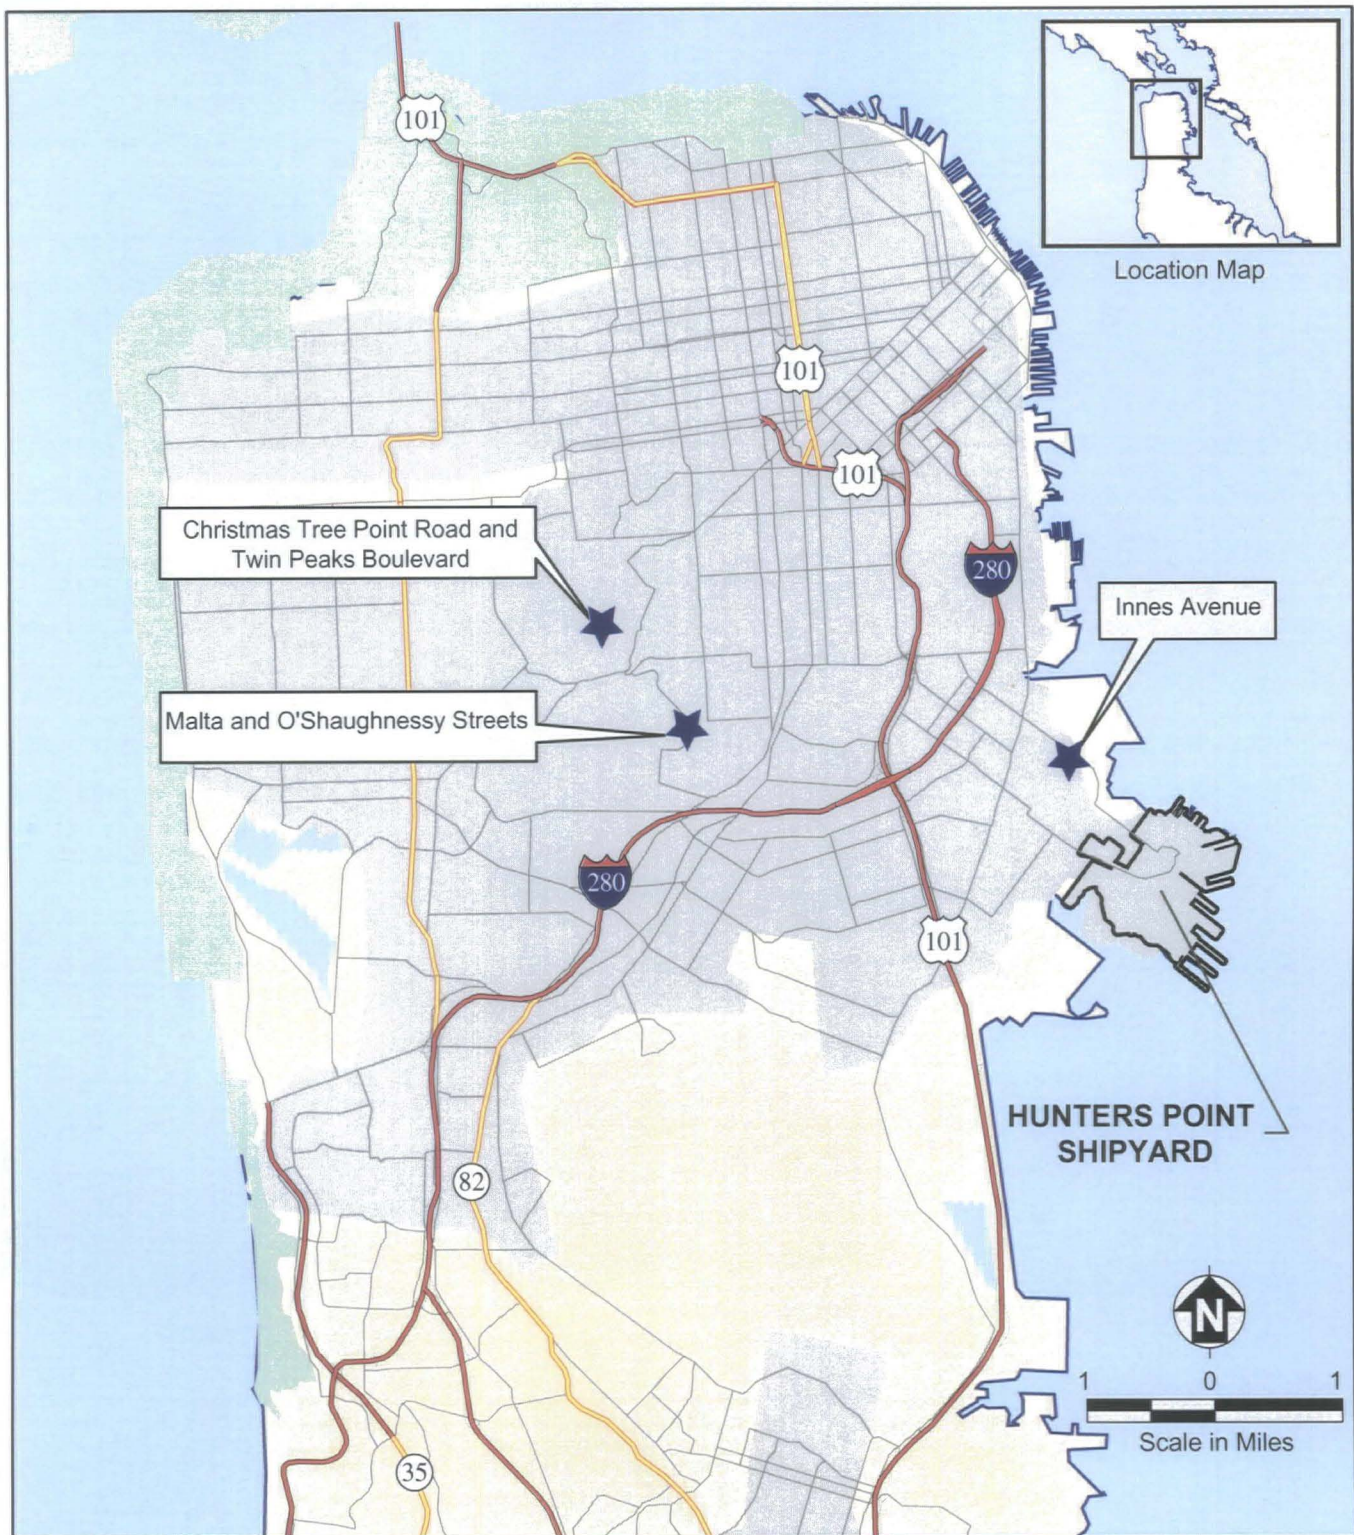 101
Location Map
101
101
Christmas Tree Point Road and
Twin Peaks Boulevard
280
Innes Avenue
Malta and O'Shaughnessy Streets
280
101
HUNTERS POINT
SHIPYARD
82
N
1 0 1
Scale in Miles
35